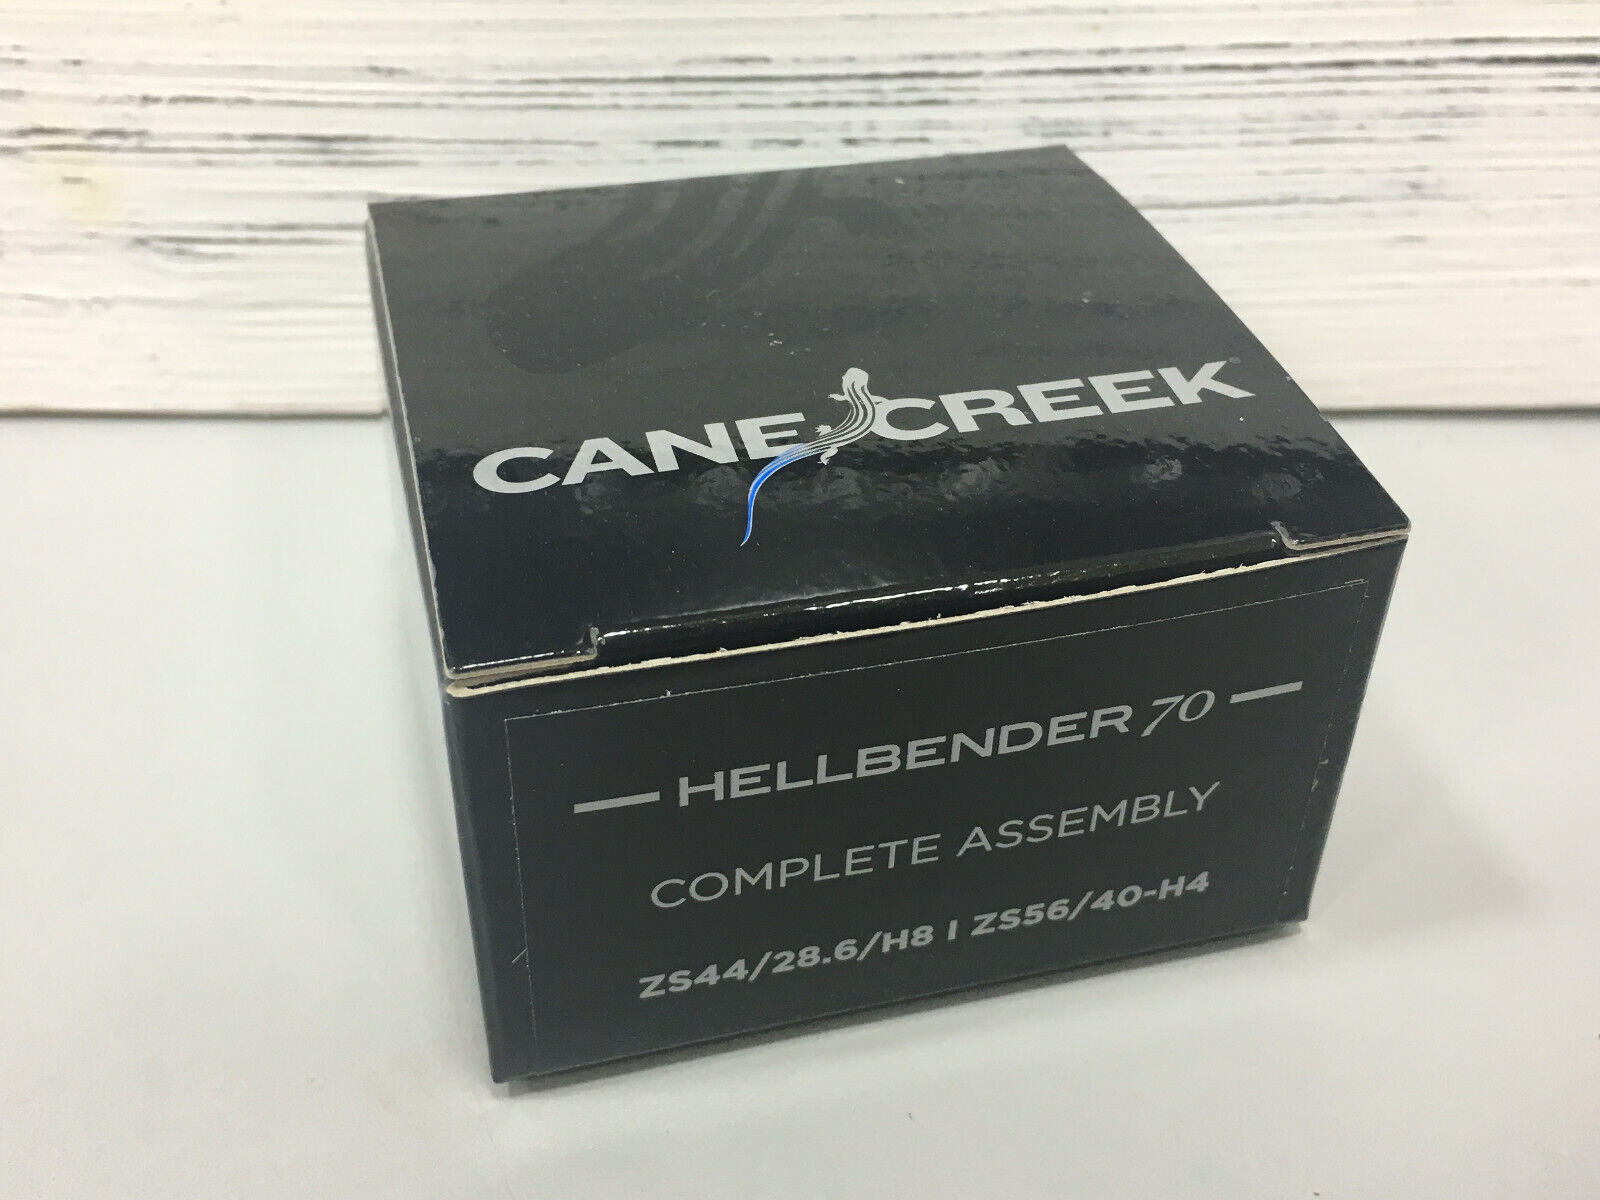 CANE CREEK®
HELLBENDER 70
COMPLETE ASSEMBLY
ZS44/28.6/H8 | ZS56/40-H4